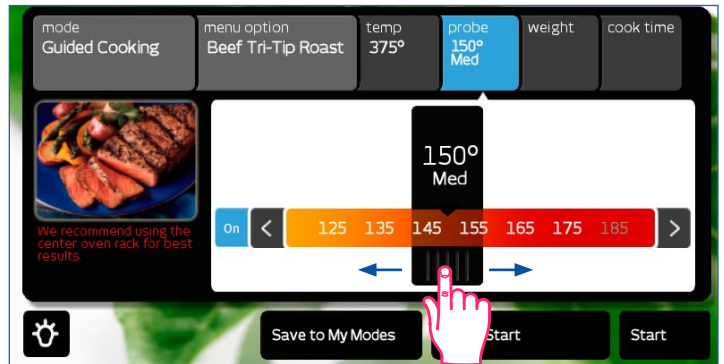 mode
Guided Cooking
menu option
Beef Tri-Tip Roast
temp
375°
probe
150°
Med
weight
cook time
150°
Med
We recommend using the
center oven rack for best
results
On < 125 135 145 155 165 175 185 >
Save to My Modes
Start
Start